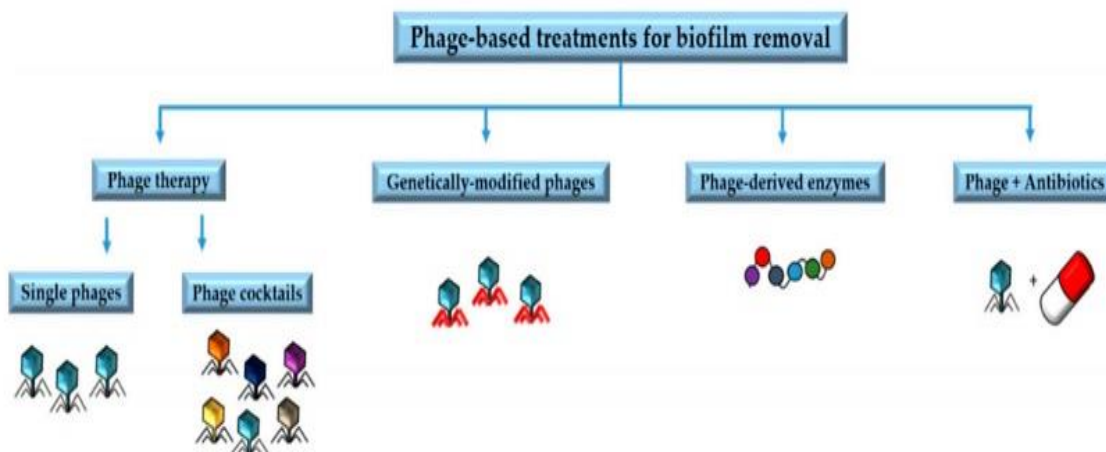 Phage-based treatments for biofilm removal
Phage therapy
Genetically-modified phages
Phage-derived enzymes
Phage + Antibiotics
Single phages
Phage cocktails
+